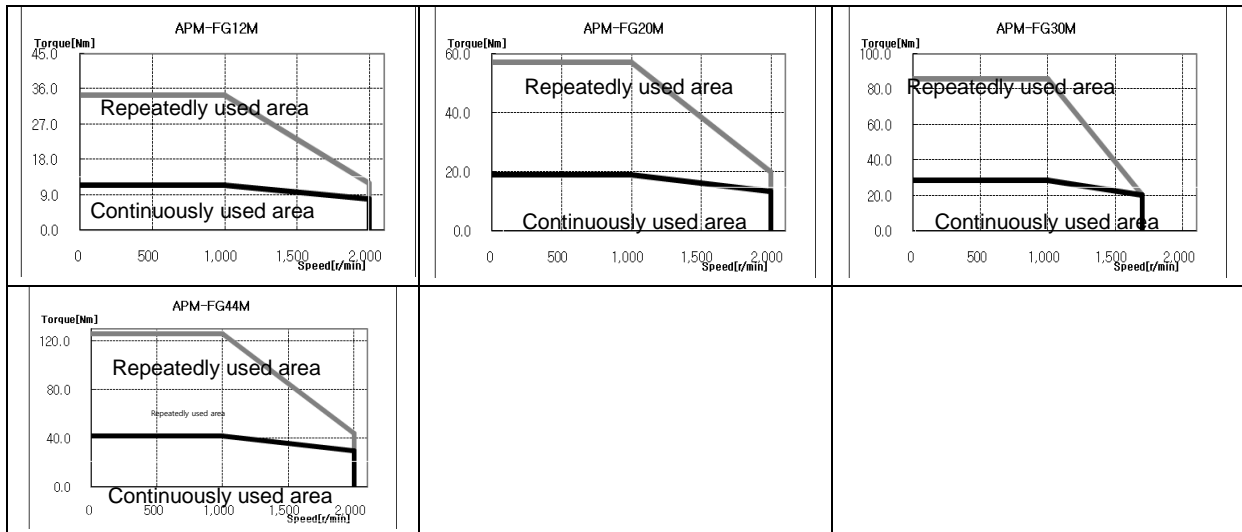 APM-FG12M
Torque[Nm]
45.0
36.0
Repeatedly used area
27.0
18.0
9.0
Continuously used area
0.0
0 500 1,000 1,500 2,000
Speed[r/min]
APM-FG20M
Torque[Nm]
60.0
Repeatedly used area
40.0
20.0
Continuously used area
0.0
0 500 1,000 1,500 2,000
Speed[r/min]
APM-FG30M
Torque[Nm]
100.0
Repeatedly used area
80.0
60.0
40.0
20.0
Continuously used area
0.0
0 500 1,000 1,500 2,000
Speed[r/min]
APM-FG44M
Torque[Nm]
120.0
Repeatedly used area
80.0
Repeatedly used area
40.0
0.0
Continuously used area
0 500 1,000 1,500 2,000
Speed[r/min]